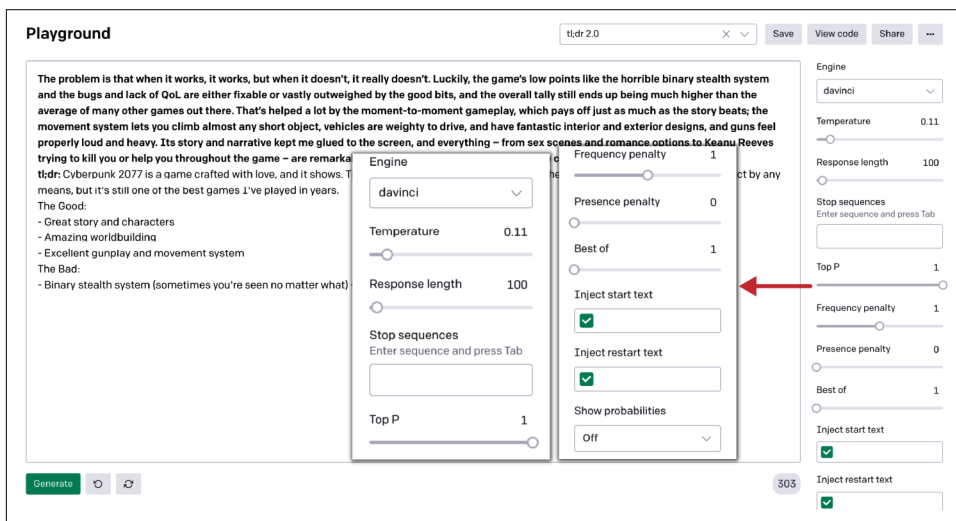 Playground
tl;dr 2.0
Save
View code
Share
...
The problem is that when it works, it works, but when it doesn't, it really doesn't. Luckily, the game's low points like the horrible binary stealth system
and the bugs and lack of QoL are either fixable or vastly outweighed by the good bits, and the overall tally still ends up being much higher than the
average of many other games out there. That's helped a lot by the moment-to-moment gameplay, which pays off just as much as the story beats; the
movement system lets you climb almost any short object, vehicles are weighty to drive, and have fantastic interior and exterior designs, and guns feel
properly loud and heavy. Its story and narrative kept me glued to the screen, and everything – from sex scenes and romance options to Keanu Reeves
trying to kill you or help you throughout the game – are
tl;dr: Cyberpunk 2077 is a game crafted with love, and it shows. by any
means, but it's still one of the best games I've played in years.
The Good:
- Great story and characters
- Amazing worldbuilding
- Excellent gunplay and movement system
The Bad:
- Binary stealth system (sometimes you're seen no matter what)
Engine
davinci
Temperature 0.11
Response length 100
Stop sequences
Enter sequence and press Tab
Top P 1
Frequency penalty 1
Presence penalty 0
Best of 1
Inject start text
Inject restart text
Show probabilities
Off
Engine
davinci
Temperature 0.11
Response length 100
Stop sequences
Enter sequence and press Tab
Top P 1
Frequency penalty 1
Presence penalty 0
Best of 1
Inject start text
Inject restart text
Generate
303